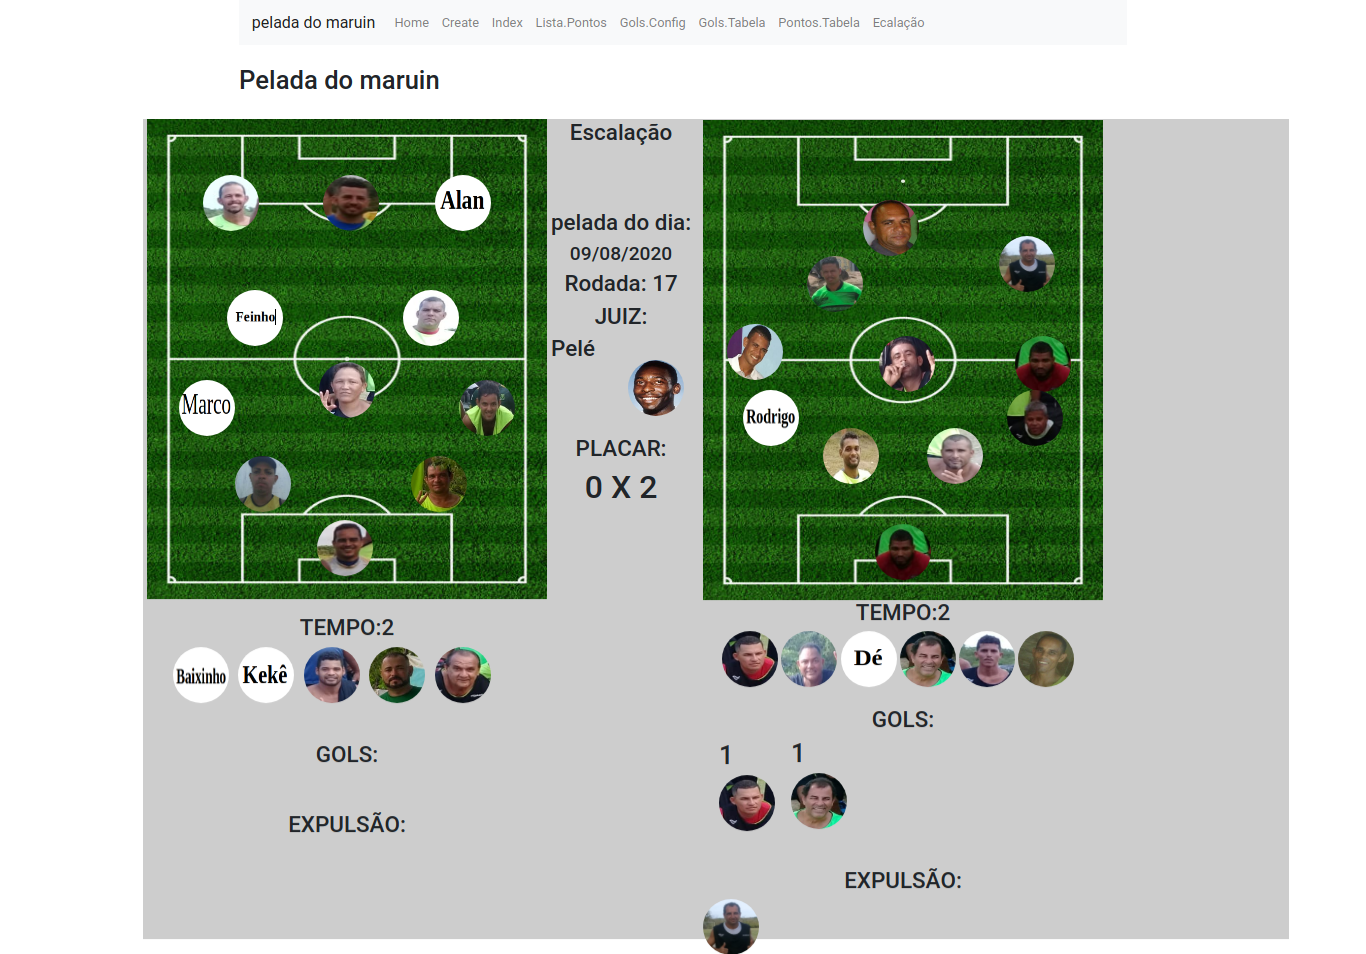 pelada do maruin Home Create Index Lista.Pontos Gols.Config Gols.Tabela Pontos.Tabela Ecalação
Pelada do maruin
Alan
Feinho
Marco
Escalação
pelada do dia:
09/08/2020
Rodada: 17
JUIZ:
Pelé
PLACAR:
0 X 2
Rodrigo
TEMPO:2
Baixinho Kekê
GOLS:
EXPULSÃO:
TEMPO:2
Dé
GOLS:
1 1
EXPULSÃO: